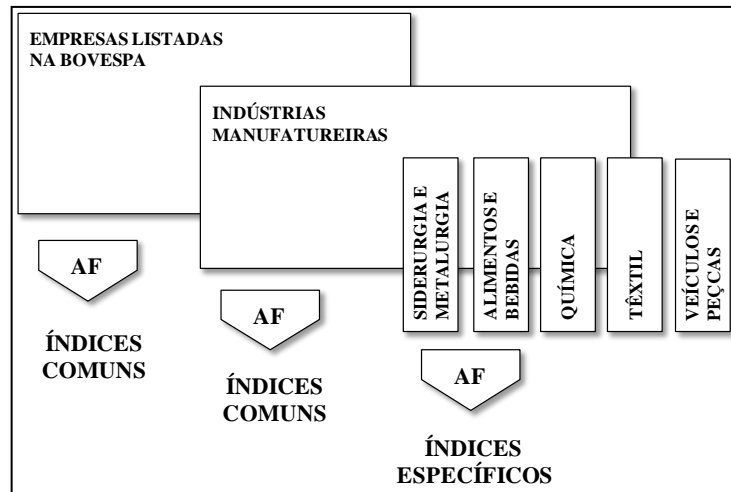 EMPRESAS LISTADAS
NA BOVESPA
INDÚSTRIAS
MANUFATUREIRAS
SIDERURGIA E
METALURGIA
ALIMENTOS E
BEBIDAS
QUÍMICA
TÊXTIL
VEÍCULOS E
PEÇCAS
AF
ÍNDICES
COMUNS
AF
ÍNDICES
COMUNS
AF
ÍNDICES
ESPECÍFICOS